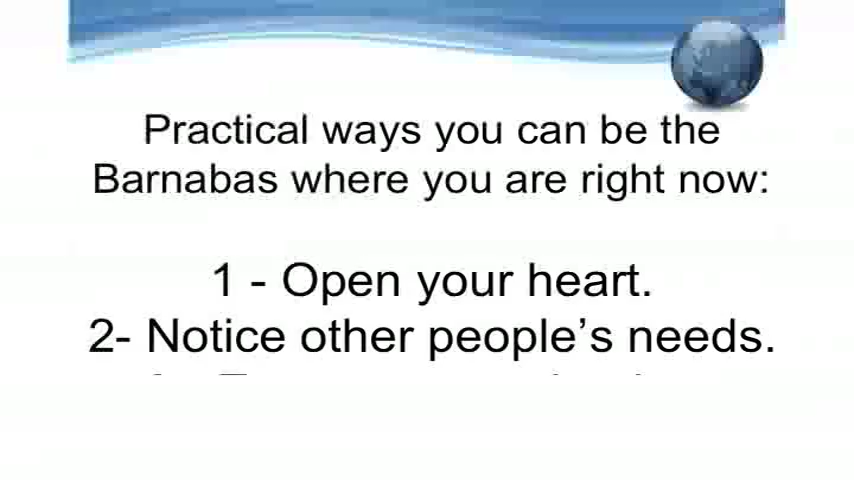 Practical ways you can be the
Barnabas where you are right now:
1 - Open your heart.
2- Notice other people’s needs.